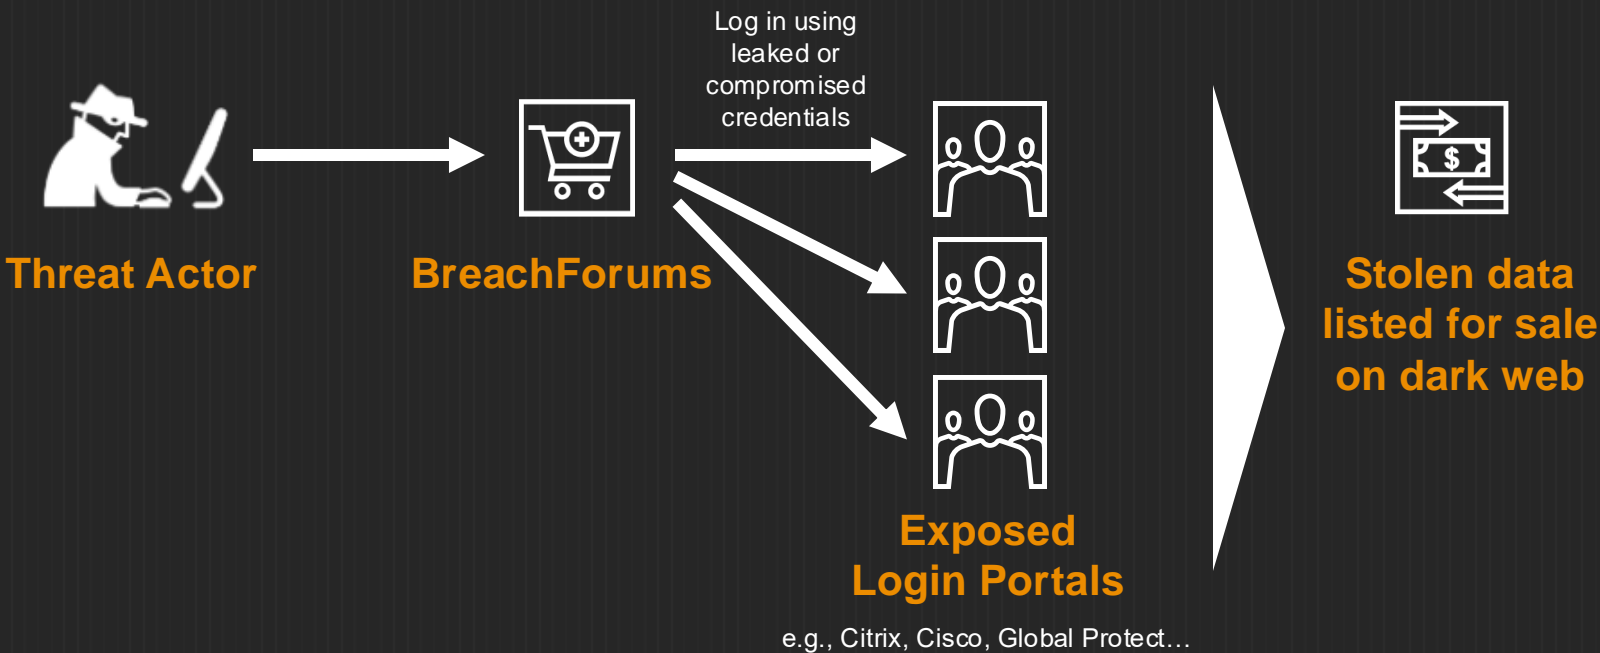 Log in using
leaked or
compromised
credentials
$
Threat Actor
BreachForums
Stolen data
listed for sale
on dark web
Exposed
Login Portals
e.g., Citrix, Cisco, Global Protect…